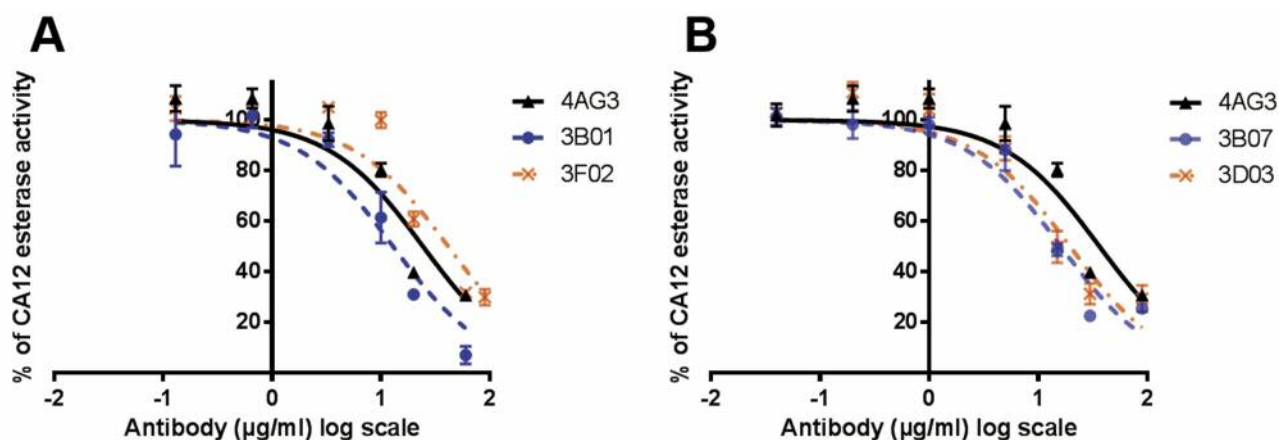 A
% of CA12 esterase activity
100
80
60
40
20
-2 -1 0 1 2
Antibody (µg/ml) log scale
4AG3
3B01
3F02
B
% of CA12 esterase activity
100
80
60
40
20
-2 -1 0 1 2
Antibody (µg/ml) log scale
4AG3
3B07
3D03